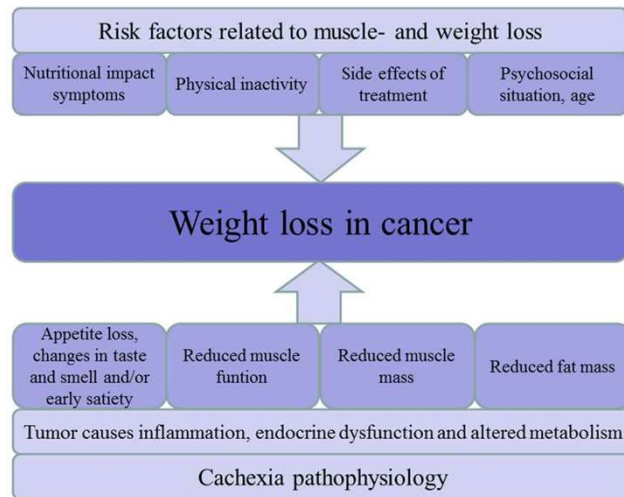 Risk factors related to muscle- and weight loss
Nutritional impact
symptoms
Physical inactivity
Side effects of
treatment
Psychosocial
situation, age
Weight loss in cancer
Appetite loss,
changes in taste
and smell and/or
early satiety
Reduced muscle
funtion
Reduced muscle
mass
Reduced fat mass
Tumor causes inflammation, endocrine dysfunction and altered metabolism
Cachexia pathophysiology